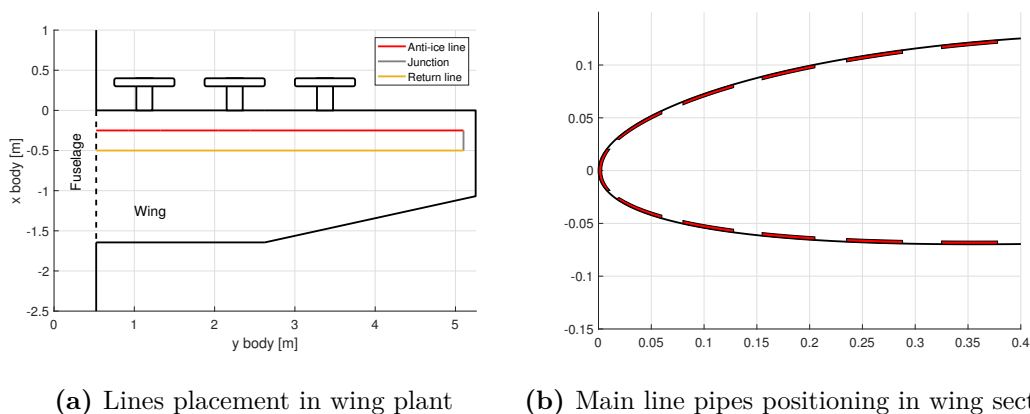 1
0.5
0
-0.5
-1
-1.5
-2
-2.5
x body [m]
Fuselage
Wing
Anti-ice line
Junction
Return line
0 1 2 3 4 5
y body [m]
(a) Lines placement in wing plant
0.1
0.05
0
-0.05
-0.1
-0.15
0 0.05 0.1 0.15 0.2 0.25 0.3 0.35 0.4
(b) Main line pipes positioning in wing sect